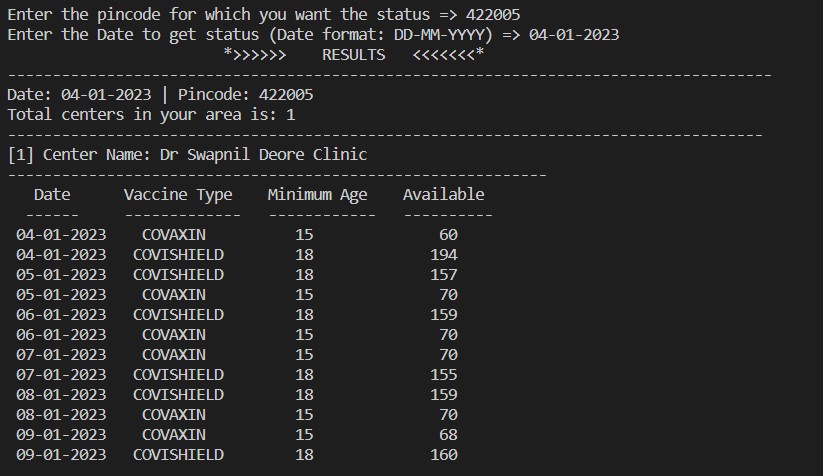 Enter the pincode for which you want the status => 422005
Enter the Date to get status (Date format: DD-MM-YYYY) => 04-01-2023
*>>>>>>    RESULTS   <<<<<<<*
-------------------------------------------------------------------------------------
Date: 04-01-2023 | Pincode: 422005
Total centers in your area is: 1
------------------------------------------------------------------------------------
[1] Center Name: Dr Swapnil Deore Clinic
------------------------------------------------------------
   Date      Vaccine Type    Minimum Age    Available
  ------     -------------   ------------   ----------
 04-01-2023    COVAXIN          15              60
 04-01-2023   COVISHIELD        18             194
 05-01-2023   COVISHIELD        18             157
 05-01-2023    COVAXIN          15              70
 06-01-2023   COVISHIELD        18             159
 06-01-2023    COVAXIN          15              70
 07-01-2023    COVAXIN          15              70
 07-01-2023   COVISHIELD        18             155
 08-01-2023   COVISHIELD        18             159
 08-01-2023    COVAXIN          15              70
 09-01-2023    COVAXIN          15              68
 09-01-2023   COVISHIELD        18             160